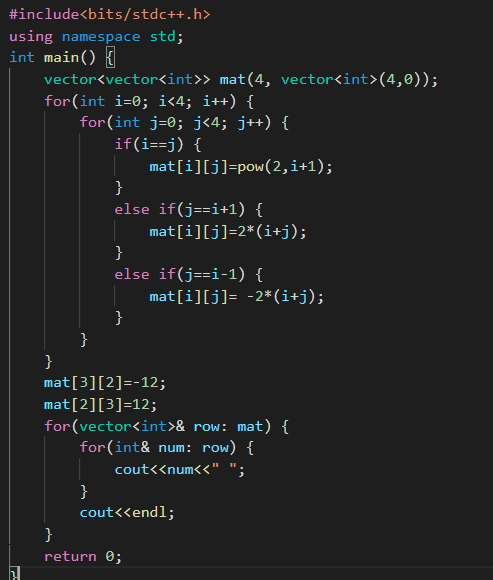 #include<bits/stdc++.h>
using namespace std;
int main() {
    vector<vector<int>> mat(4, vector<int>(4,0));
    for(int i=0; i<4; i++) {
        for(int j=0; j<4; j++) {
            if(i==j) {
                mat[i][j]=pow(2,i+1);
            }
            else if(j==i+1) {
                mat[i][j]=2*(i+j);
            }
            else if(j==i-1) {
                mat[i][j]= -2*(i+j);
            }
        }
    }
    mat[3][2]=-12;
    mat[2][3]=12;
    for(vector<int>& row: mat) {
        for(int& num: row) {
            cout<<num<<" ";
        }
        cout<<endl;
    }
    return 0;
}